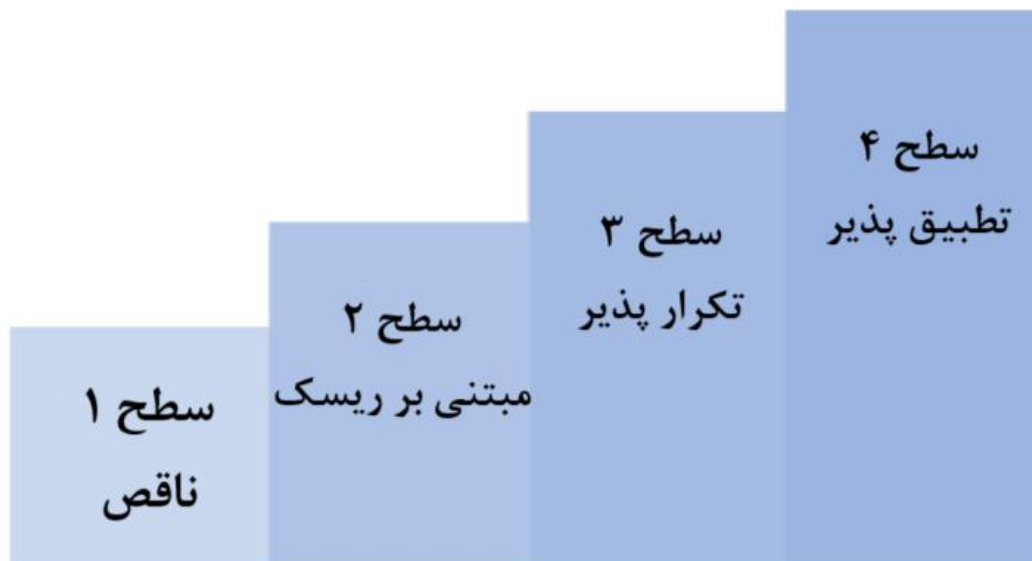 سطح ۱
ناقص
سطح ۲
مبتنی بر ریسک
سطح ۳
تکرار پذیر
سطح ۴
تطبیق پذیر